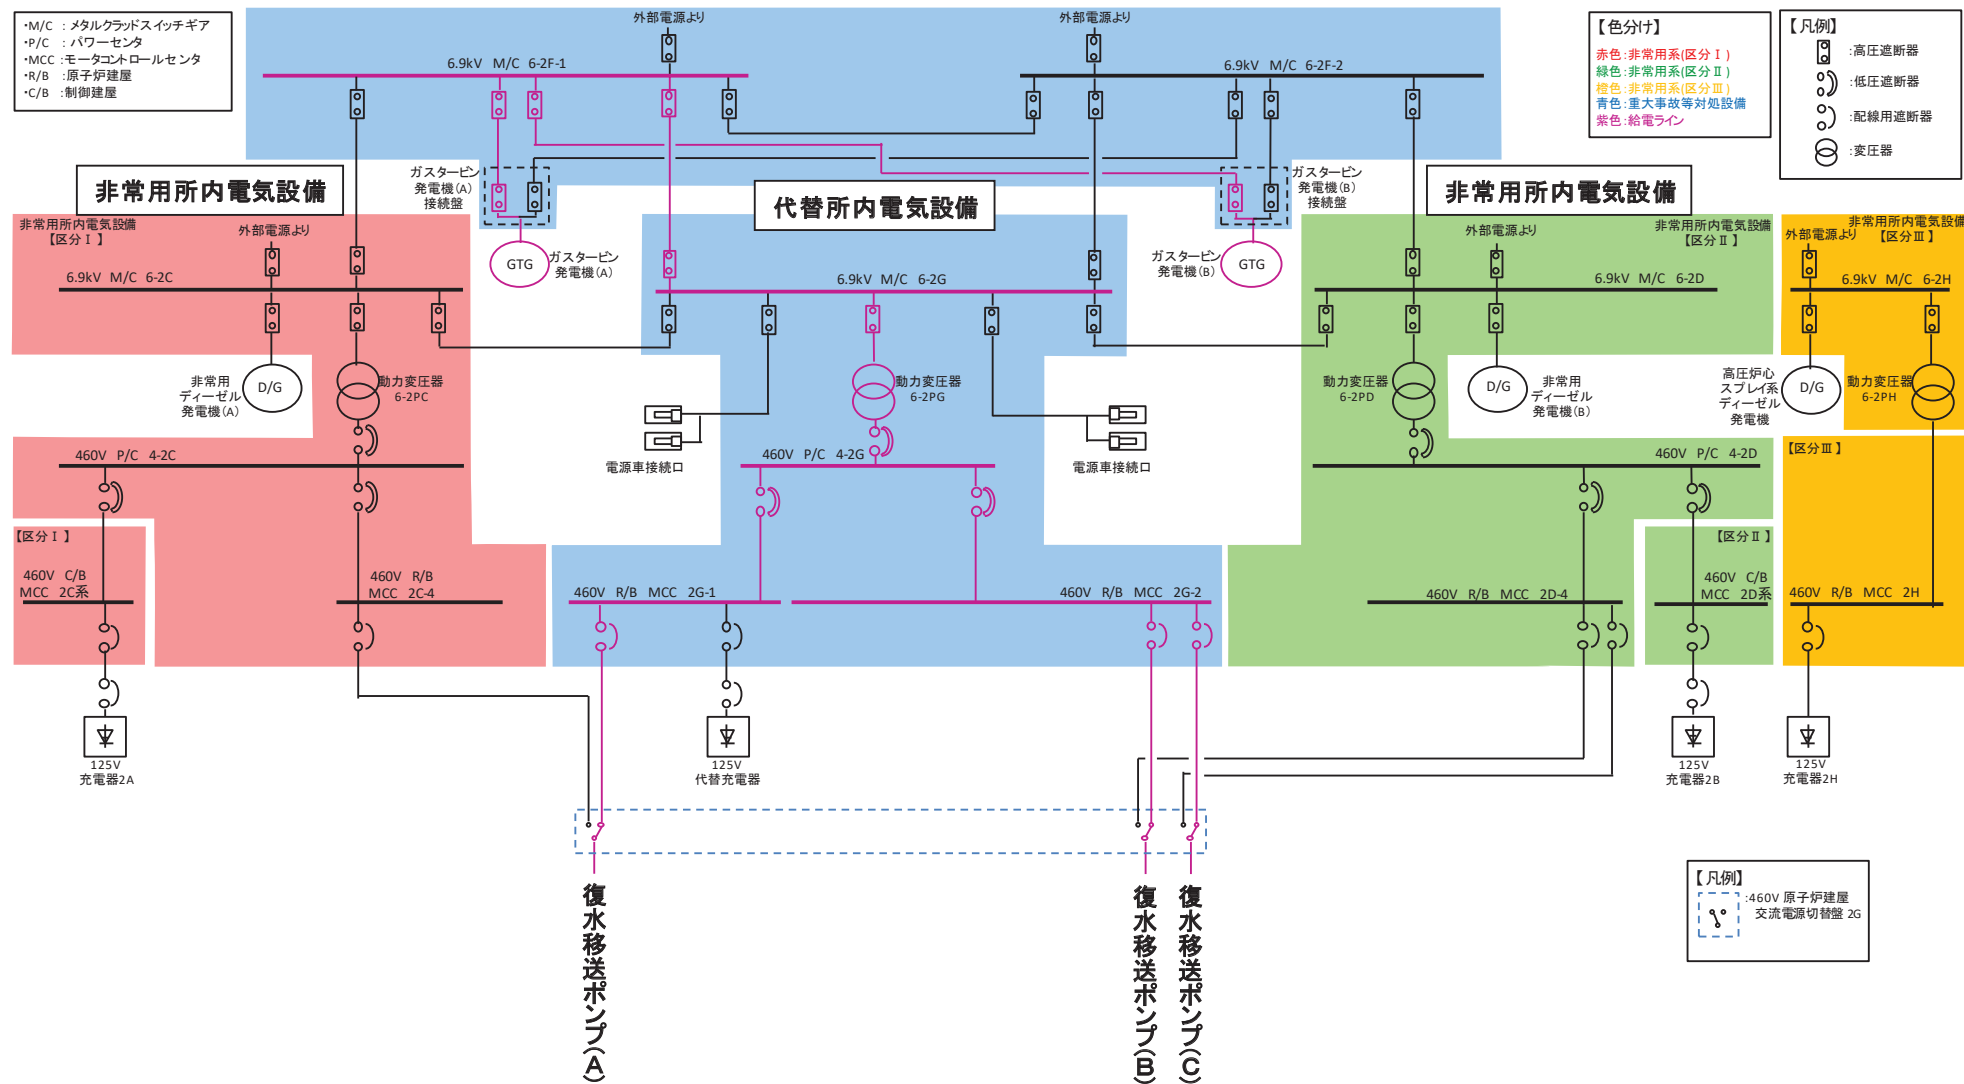 ・M/C ：メタルクラッドスイッチギア
・P/C ：パワーセンタ
・MCC：モータコントロールセンタ
・R/B ：原子炉建屋
・C/B ：制御建屋
外部電源より
外部電源より
6.9kV M/C 6-2F-1
6.9kV M/C 6-2F-2
【色分け】
赤色：非常用系(区分Ⅰ)
緑色：非常用系(区分Ⅱ)
橙色：非常用系(区分Ⅲ)
青色：重大事故等対処設備
紫色：給電ライン
【凡例】
：高圧遮断器
：低圧遮断器
：配線用遮断器
：変圧器
非常用所内電気設備
代替所内電気設備
非常用所内電気設備
ガスタービン
発電機(A)
接続盤
ガスタービン
発電機(B)
接続盤
GTG
ガスタービン
発電機(A)
ガスタービン
発電機(B)
GTG
非常用所内電気設備
【区分Ⅰ】
外部電源より
6.9kV M/C 6-2C
6.9kV M/C 6-2G
外部電源より
非常用所内電気設備
【区分Ⅱ】
6.9kV M/C 6-2D
非常用所内電気設備
【区分Ⅲ】
外部電源より
6.9kV M/C 6-2H
非常用
ディーゼル
発電機(A)
D/G
動力変圧器
6-2PC
動力変圧器
6-2PG
動力変圧器
6-2PD
D/G
非常用
ディーゼル
発電機(B)
高圧炉心
スプレイ系
ディーゼル
発電機
D/G
動力変圧器
6-2PH
460V P/C 4-2C
電源車接続口
460V P/C 4-2G
電源車接続口
460V P/C 4-2D
【区分Ⅲ】
【区分Ⅰ】
460V C/B
MCC 2C系
460V R/B
MCC 2C-4
460V R/B MCC 2G-1
460V R/B MCC 2G-2
460V R/B MCC 2D-4
【区分Ⅱ】
460V C/B
MCC 2D系
460V R/B MCC 2H
125V
充電器2A
125V
代替充電器
125V
充電器2B
125V
充電器2H
復水移送ポンプ(A)
復水移送ポンプ(B)
復水移送ポンプ(C)
【凡例】
：460V 原子炉建屋
交流電源切替盤 2G